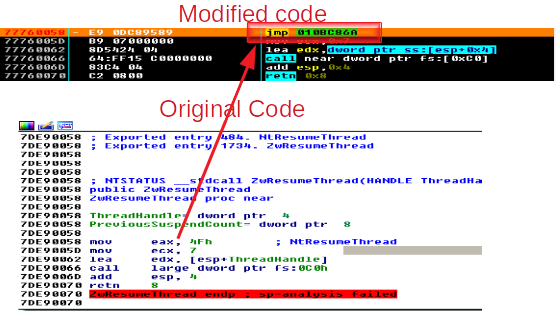 Modified code
77760058 - E9 0DC89589 jmp 010BC86A
7776005D B9 07000000 mov ecx,0x7
77760062 8D5424 04 lea edx,dword ptr ss:[esp+0x4]
77760066 64:FF15 C0000000 call near dword ptr fs:[0xC0]
7776006D 83C4 04 add esp,0x4
77760070 C2 0800 retn 0x8
Original Code
7DE90058 ; Exported entry 484. NtResumeThread
7DE90058 ; Exported entry 1734. ZwResumeThread
7DE90058
7DE90058
7DE90058
7DE90058 ; NTSTATUS __stdcall ZwResumeThread(HANDLE ThreadHa
7DE90058 public ZwResumeThread
7DE90058 ZwResumeThread proc near
7DE90058
7DE90058 ThreadHandle= dword ptr 4
7DE90058 PreviousSuspendCount= dword ptr 8
7DE90058
7DE90058 mov eax, 4Fh ; NtResumeThread
7DE9005D mov ecx, 7
7DE90062 lea edx, [esp+ThreadHandle]
7DE90066 call large dword ptr fs:0C0h
7DE9006D add esp, 4
7DE90070 retn 8
7DE90070 ZwResumeThread endp ; sp-analysis failed
7DE90070